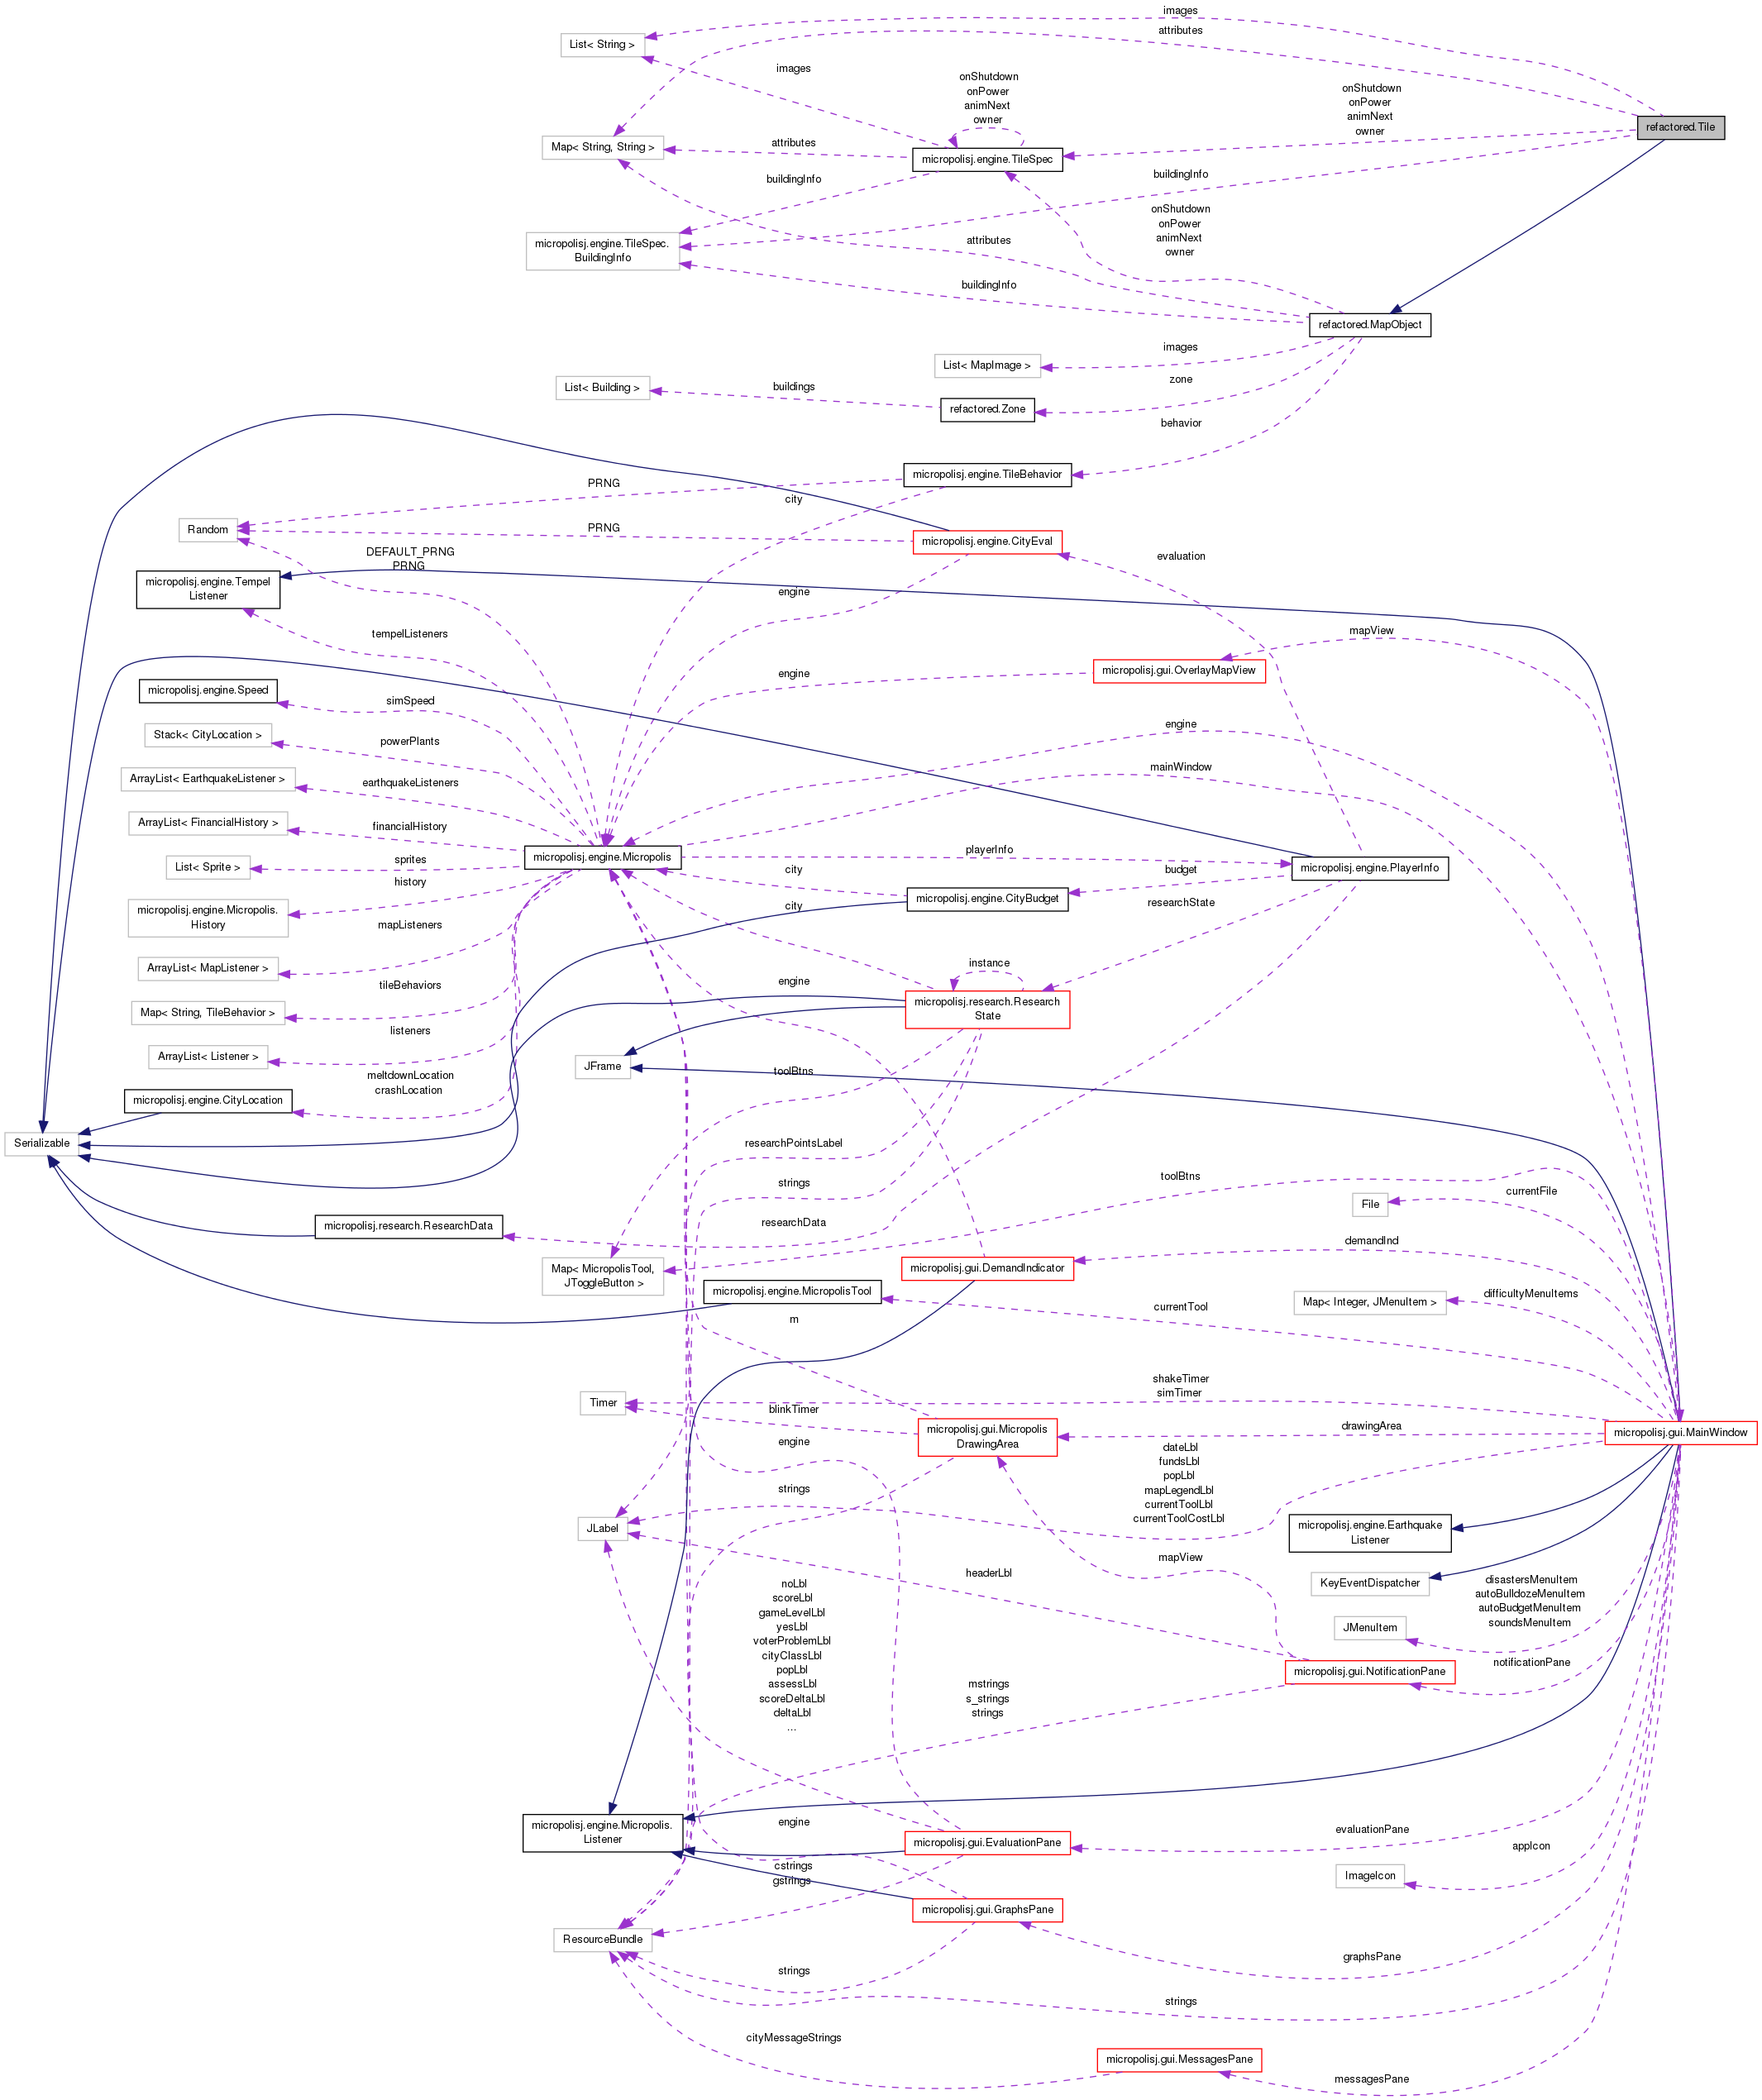 images
attributes
List< String >
images
onShutdown
onPower
animNext
owner
onShutdown
onPower
animNext
owner
refactored.Tile
Map< String, String >
attributes
micropolisj.engine.TileSpec
buildingInfo
buildingInfo
onShutdown
onPower
animNext
owner
micropolisj.engine.TileSpec.
BuildingInfo
attributes
buildingInfo
refactored.MapObject
images
List< MapImage >
zone
List< Building >
buildings
refactored.Zone
behavior
micropolisj.engine.TileBehavior
PRNG
city
Random
PRNG
micropolisj.engine.CityEval
DEFAULT_PRNG
PRNG
evaluation
micropolisj.engine.Tempel
Listener
engine
tempelListeners
mapView
micropolisj.gui.OverlayMapView
engine
micropolisj.engine.Speed
simSpeed
engine
Stack< CityLocation >
powerPlants
mainWindow
ArrayList< EarthquakeListener >
earthquakeListeners
ArrayList< FinancialHistory >
financialHistory
micropolisj.engine.Micropolis
playerInfo
List< Sprite >
sprites
micropolisj.engine.PlayerInfo
city
budget
history
micropolisj.engine.CityBudget
researchState
micropolisj.engine.Micropolis.
History
city
mapListeners
ArrayList< MapListener >
instance
engine
tileBehaviors
micropolisj.research.Research
State
Map< String, TileBehavior >
listeners
ArrayList< Listener >
JFrame
toolBtns
meltdownLocation
crashLocation
micropolisj.engine.CityLocation
Serializable
researchPointsLabel
toolBtns
strings
currentFile
File
micropolisj.research.ResearchData
researchData
demandInd
Map< MicropolisTool,
JToggleButton >
micropolisj.gui.DemandIndicator
micropolisj.engine.MicropolisTool
difficultyMenuItems
Map< Integer, JMenuItem >
currentTool
m
shakeTimer
simTimer
Timer
blinkTimer
micropolisj.gui.Micropolis
DrawingArea
drawingArea
micropolisj.gui.MainWindow
engine
dateLbl
fundsLbl
popLbl
mapLegendLbl
currentToolLbl
currentToolCostLbl
strings
JLabel
micropolisj.engine.Earthquake
Listener
mapView
headerLbl
KeyEventDispatcher
disastersMenuItem
autoBulldozeMenuItem
autoBudgetMenuItem
soundsMenuItem
JMenuItem
noLbl
scoreLbl
gameLevelLbl
yesLbl
voterProblemLbl
cityClassLbl
popLbl
assessLbl
scoreDeltaLbl
deltaLbl
...
notificationPane
micropolisj.gui.NotificationPane
mstrings
s_strings
strings
micropolisj.engine.Micropolis.
Listener
engine
micropolisj.gui.EvaluationPane
evaluationPane
appIcon
cstrings
gstrings
ImageIcon
micropolisj.gui.GraphsPane
ResourceBundle
graphsPane
strings
strings
cityMessageStrings
micropolisj.gui.MessagesPane
messagesPane